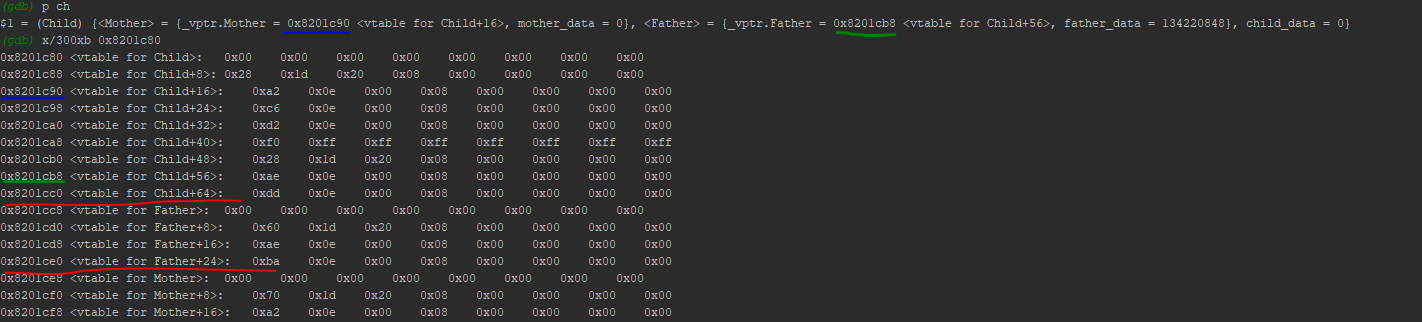 (gdb) p ch
$1 = (Child) {<Mother> = {_vptr.Mother = 0x8201c90 <vtable for Child+16>, mother_data = 0}, <Father> = {_vptr.Father = 0x8201cb8 <vtable for Child+56>, father_data = 134220848}, child_data = 0}
(gdb) x/300xb 0x8201c80
0x8201c80 <vtable for Child>: 0x00 0x00 0x00 0x00 0x00 0x00 0x00 0x00
0x8201c88 <vtable for Child+8>: 0x28 0x1d 0x20 0x08 0x00 0x00 0x00 0x00
0x8201c90 <vtable for Child+16>: 0xa2 0x0e 0x00 0x08 0x00 0x00 0x00 0x00
0x8201c98 <vtable for Child+24>: 0xc6 0x0e 0x00 0x08 0x00 0x00 0x00 0x00
0x8201ca0 <vtable for Child+32>: 0xd2 0x0e 0x00 0x08 0x00 0x00 0x00 0x00
0x8201ca8 <vtable for Child+40>: 0xf0 0xff 0xff 0xff 0xff 0xff 0xff 0xff
0x8201cb0 <vtable for Child+48>: 0x28 0x1d 0x20 0x08 0x00 0x00 0x00 0x00
0x8201cb8 <vtable for Child+56>: 0xae 0x0e 0x00 0x08 0x00 0x00 0x00 0x00
0x8201cc0 <vtable for Child+64>: 0xdd 0x0e 0x00 0x08 0x00 0x00 0x00 0x00
0x8201cc8 <vtable for Father>: 0x00 0x00 0x00 0x00 0x00 0x00 0x00 0x00
0x8201cd0 <vtable for Father+8>: 0x60 0x1d 0x20 0x08 0x00 0x00 0x00 0x00
0x8201cd8 <vtable for Father+16>: 0xae 0x0e 0x00 0x08 0x00 0x00 0x00 0x00
0x8201ce0 <vtable for Father+24>: 0xba 0x0e 0x00 0x08 0x00 0x00 0x00 0x00
0x8201ce8 <vtable for Mother>: 0x00 0x00 0x00 0x00 0x00 0x00 0x00 0x00
0x8201cf0 <vtable for Mother+8>: 0x70 0x1d 0x20 0x08 0x00 0x00 0x00 0x00
0x8201cf8 <vtable for Mother+16>: 0xa2 0x0e 0x00 0x08 0x00 0x00 0x00 0x00